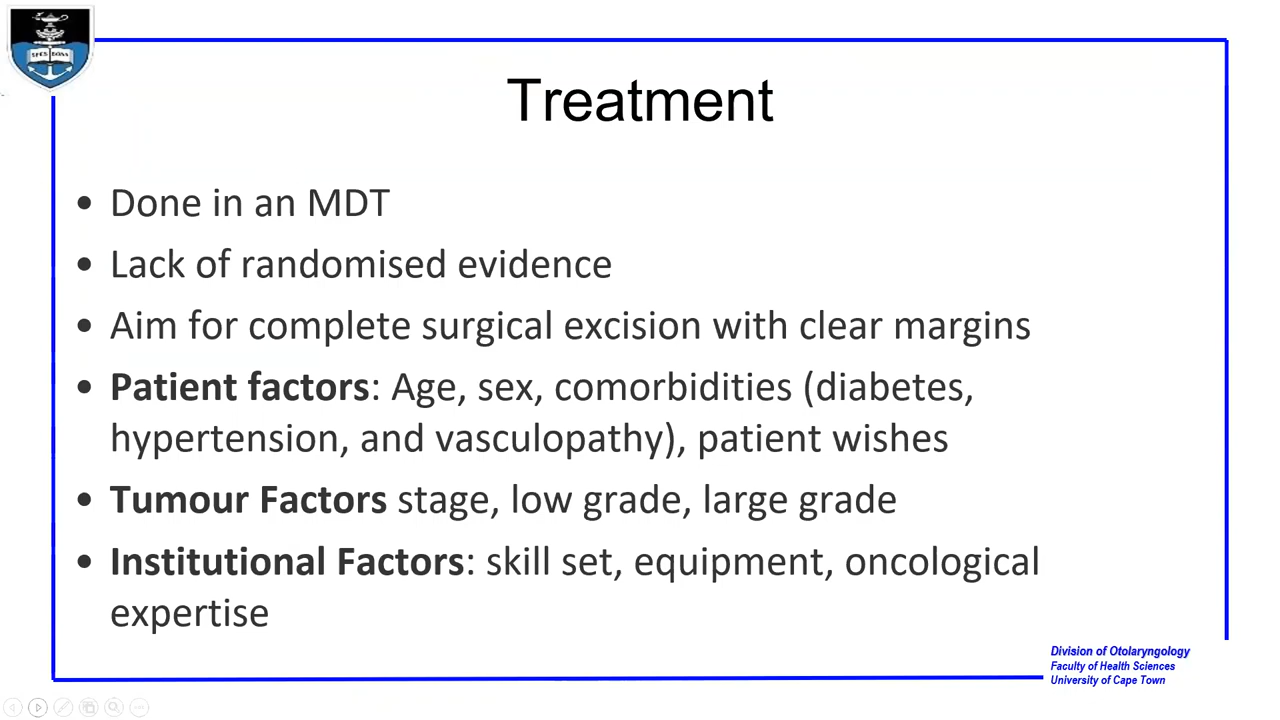 SPES BONA
Treatment
• Done in an MDT
• Lack of randomised evidence
• Aim for complete surgical excision with clear margins
• Patient factors: Age, sex, comorbidities (diabetes,
hypertension, and vasculopathy), patient wishes
• Tumour Factors stage, low grade, large grade
• Institutional Factors: skill set, equipment, oncological
expertise
Division of Otolaryngology
Faculty of Health Sciences
University of Cape Town